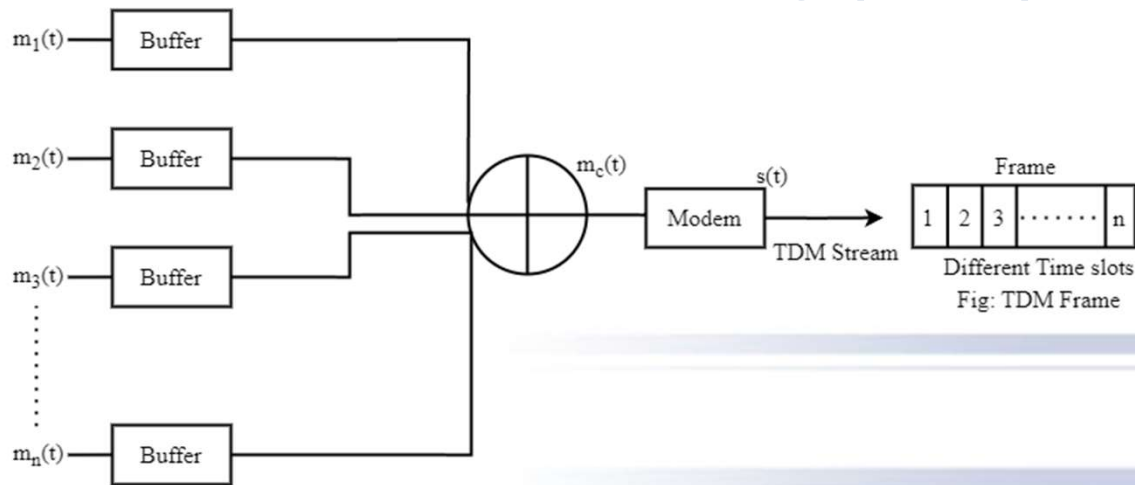 m1(t)
Buffer
m2(t)
Buffer
m3(t)
Buffer
mn(t)
Buffer
mc(t)
Modem
s(t)
TDM Stream
Frame
1 2 3 ........ n
Different Time slots
Fig: TDM Frame